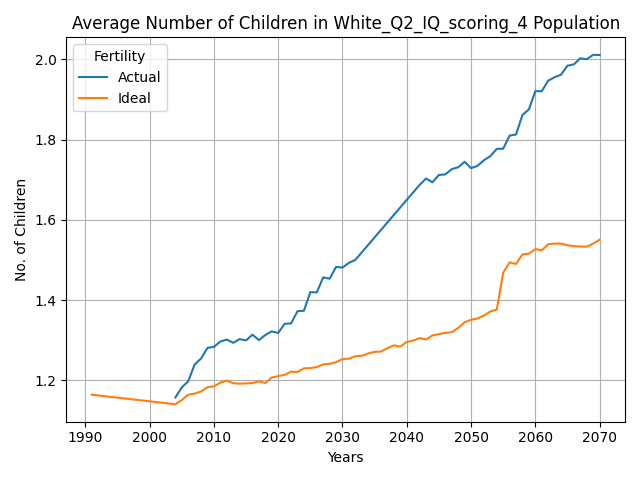 Average Number of Children in White_Q2_IQ_scoring_4 Population
Fertility
Actual
Ideal
No. of Children
2.0
1.8
1.6
1.4
1.2
1990 2000 2010 2020 2030 2040 2050 2060 2070
Years